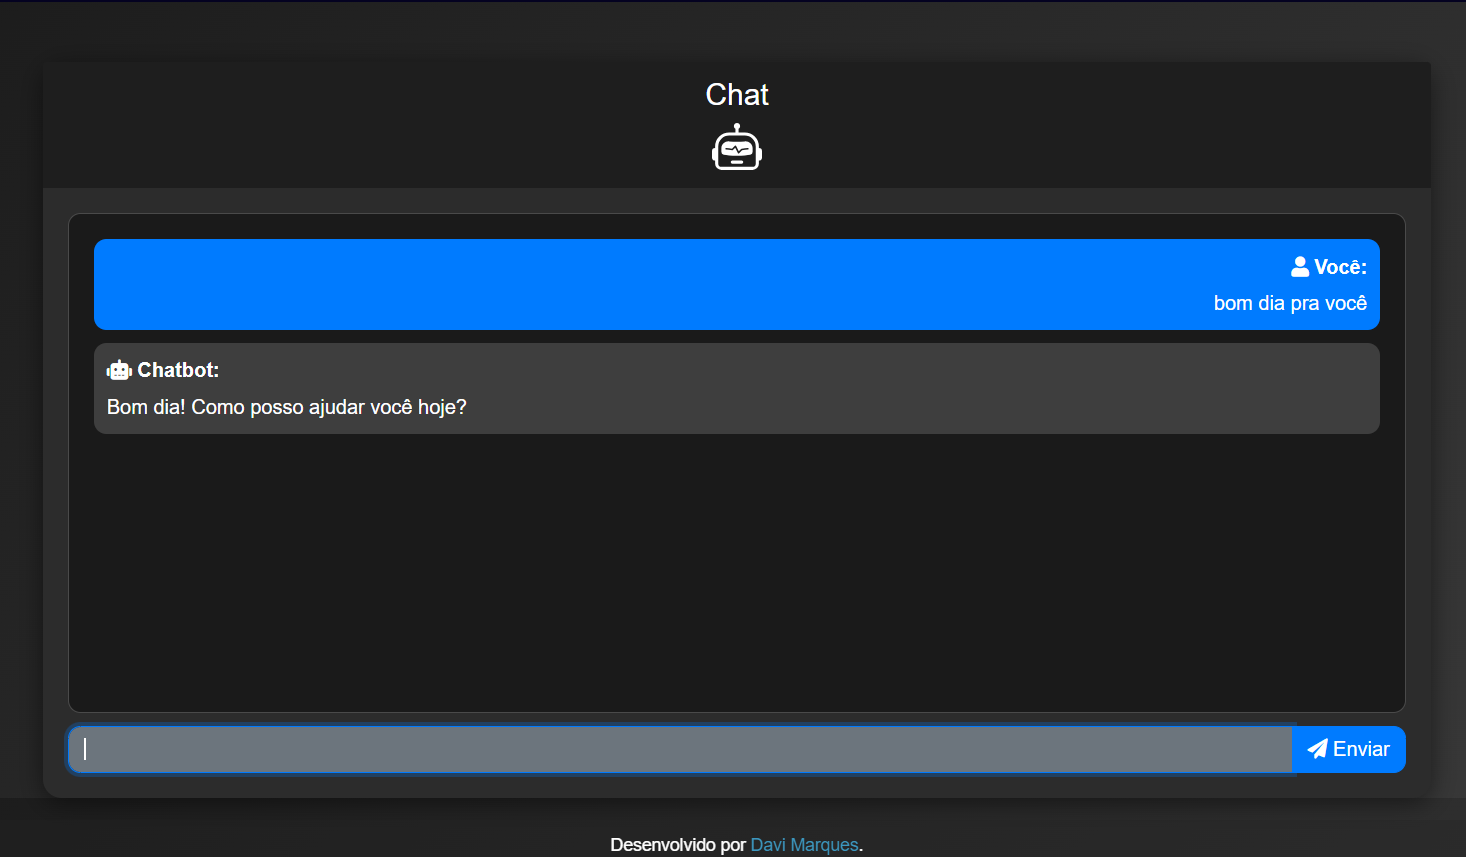 Chat
Você:
bom dia pra você
Chatbot:
Bom dia! Como posso ajudar você hoje?
Enviar
Desenvolvido por Davi Marques.